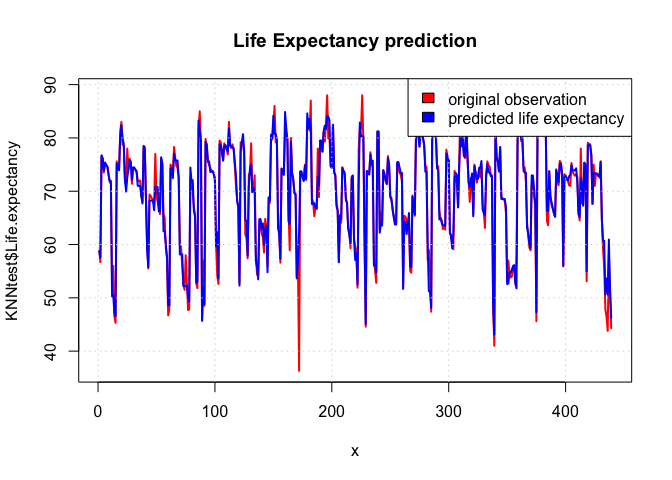 Life Expectancy prediction
original observation
predicted life expectancy
KNNtest$Life.expectancy
90
80
70
60
50
40
0 100 200 300 400
x